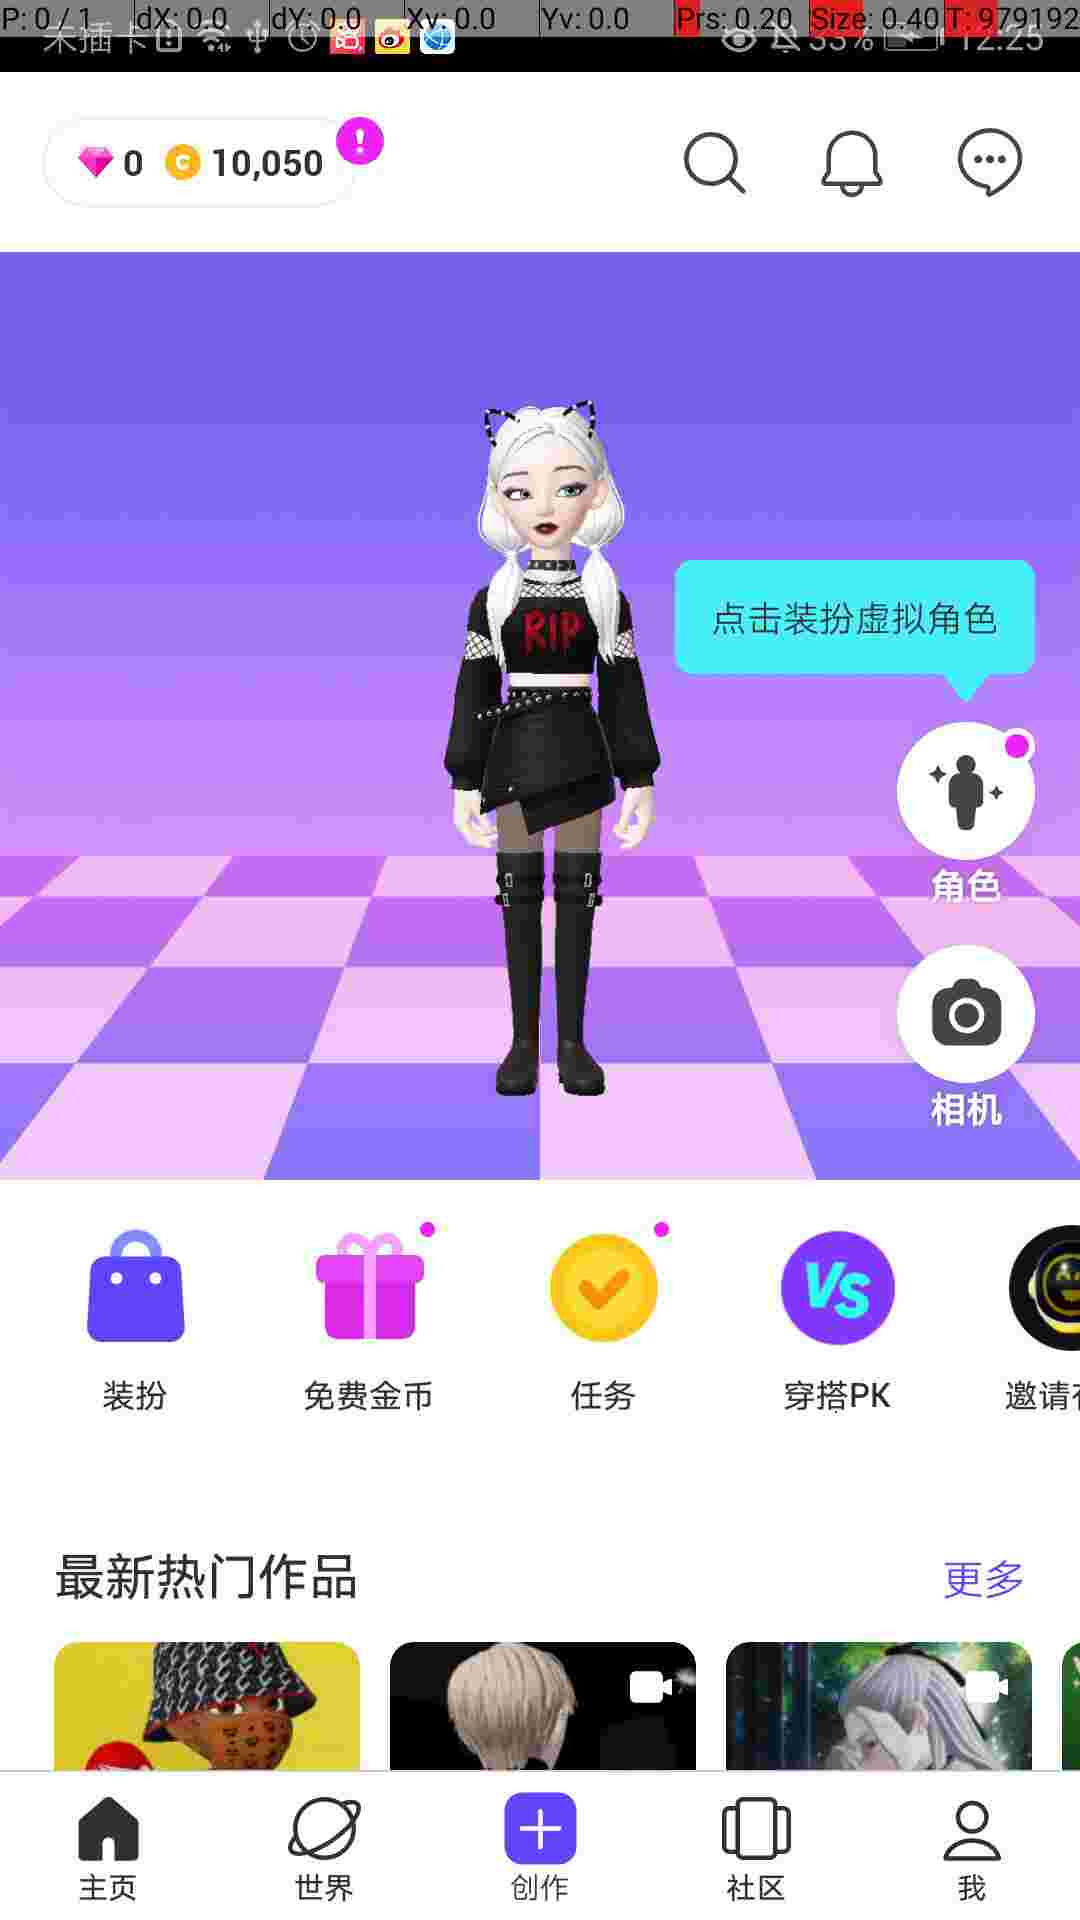 P: 0 / 1 dX: 0.0 dY: 0.0 Xv: 0.0 Yv: 0.0 Prs: 0.20 Size: 0.40 T: 979192
未插卡 33% 12:25
0 10,050
RIP
点击装扮虚拟角色
角色
相机
VS
装扮 免费金币 任务 穿搭PK 邀请
最新热门作品 更多
主页 世界 创作 社区 我